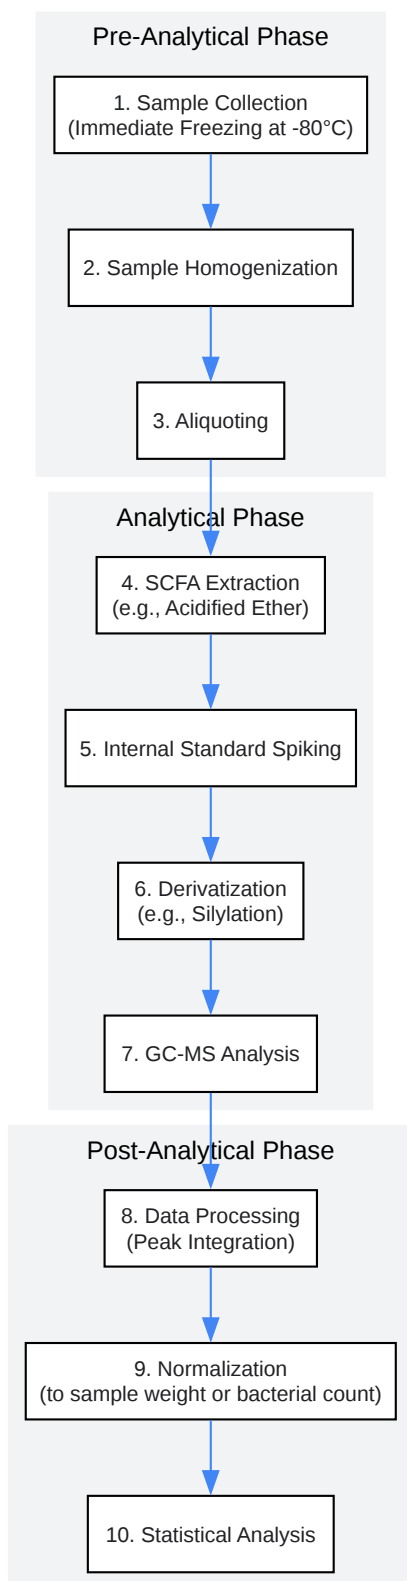 Pre-Analytical Phase
1. Sample Collection
(Immediate Freezing at -80°C)
2. Sample Homogenization
3. Aliquoting
Analytical Phase
4. SCFA Extraction
(e.g., Acidified Ether)
5. Internal Standard Spiking
6. Derivatization
(e.g., Silylation)
7. GC-MS Analysis
Post-Analytical Phase
8. Data Processing
(Peak Integration)
9. Normalization
(to sample weight or bacterial count)
10. Statistical Analysis